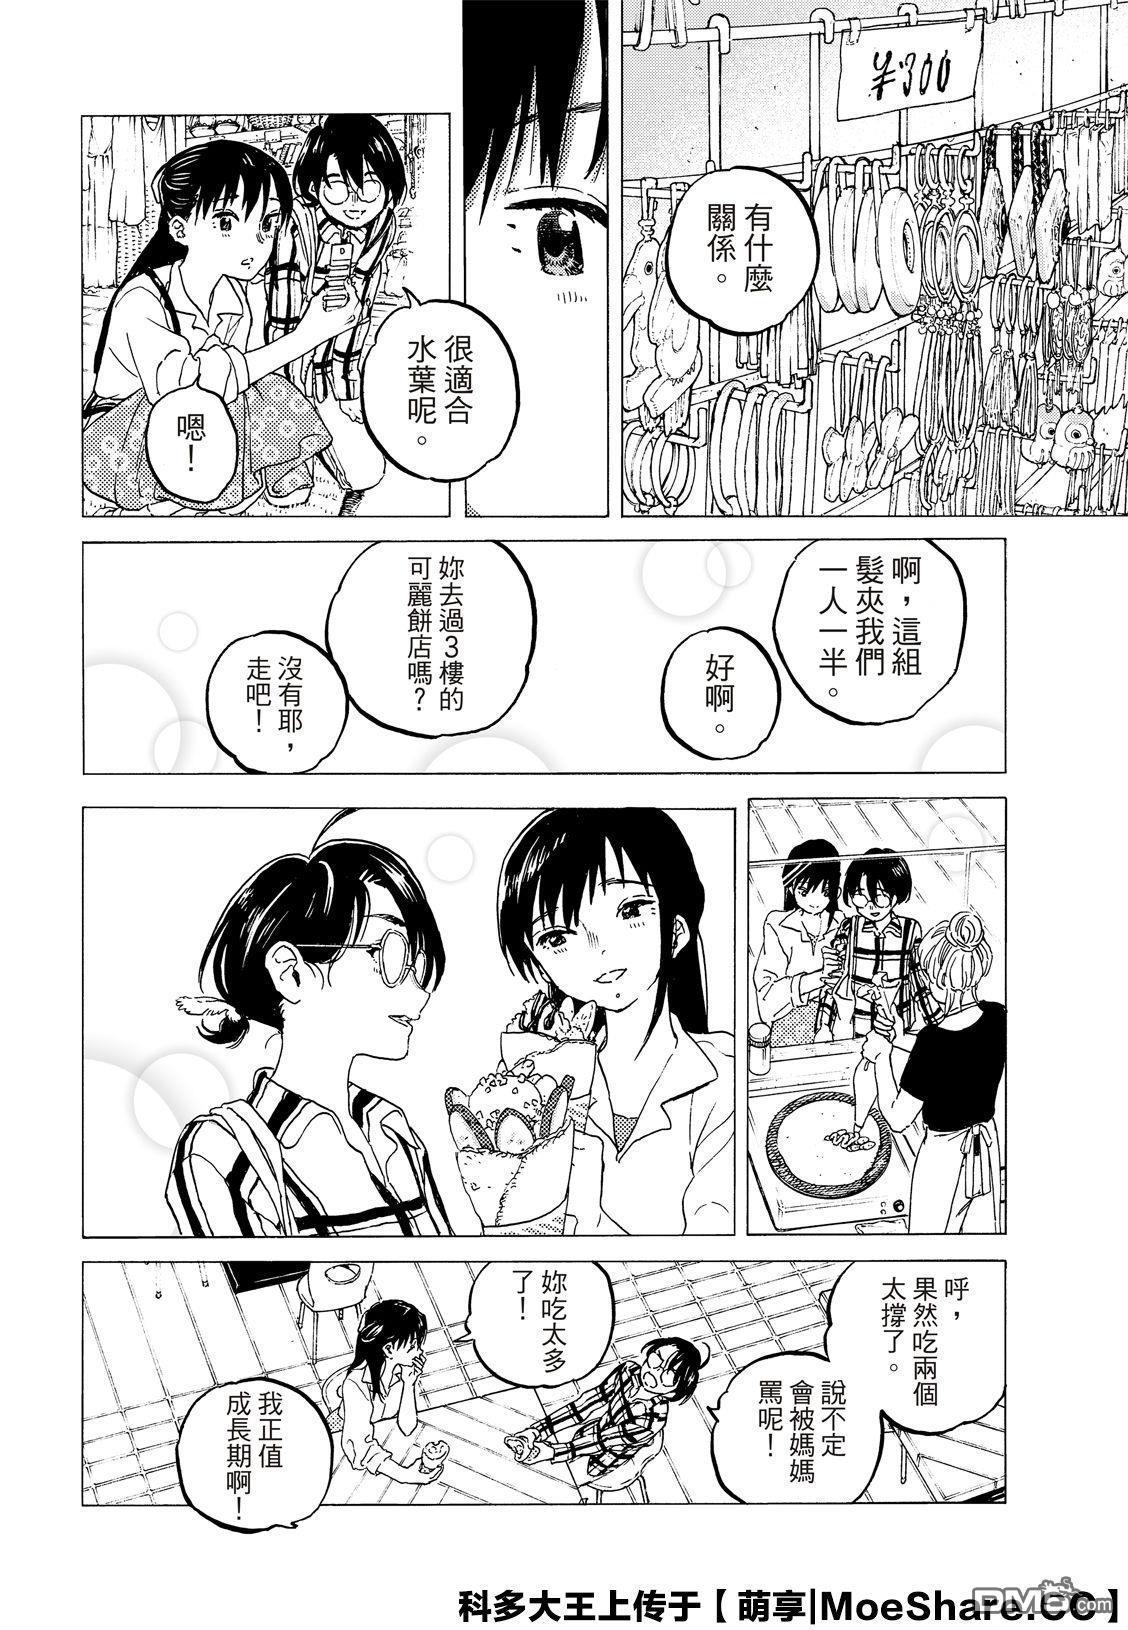 ¥300
有什麼
關係。
很適合
水葉呢。
嗯！
啊，這組
髮夾我們
一人一半。
好啊。
妳去過3樓的
可麗餅店嗎？
沒有耶，
走吧！
呼，
果然吃兩個
太撐了。
說不定
會被媽媽
罵呢！
妳吃太多
了！
我正值
成長期啊！
科多大王上传于【萌享|MoeShare.CC】